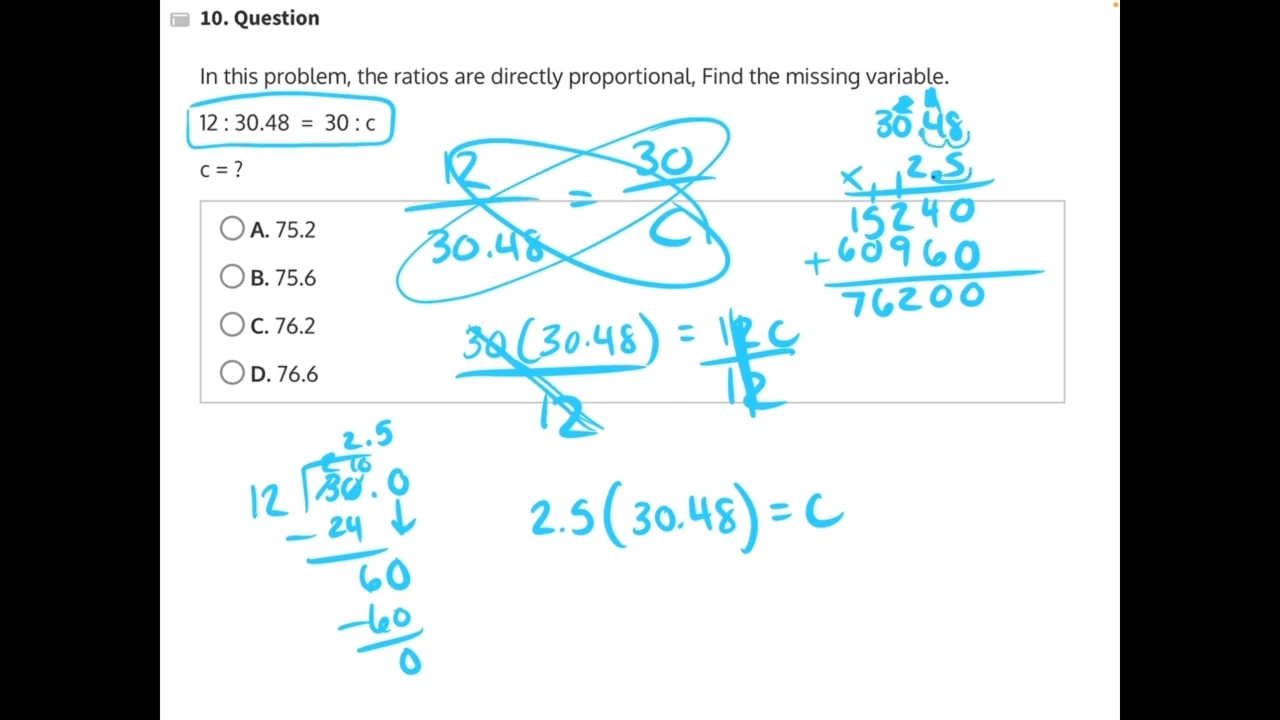 10. Question
In this problem, the ratios are directly proportional, Find the missing variable.
12 : 30.48 = 30 : c
c = ?
A. 75.2
B. 75.6
C. 76.2
D. 76.6
12 = 30
30.48 C
30(30.48) = 12C
12 12
30.48
× 2.5
15240
+60960
76200
2.5
12 30.0
- 24
60
-60
0
2.5(30.48) = C